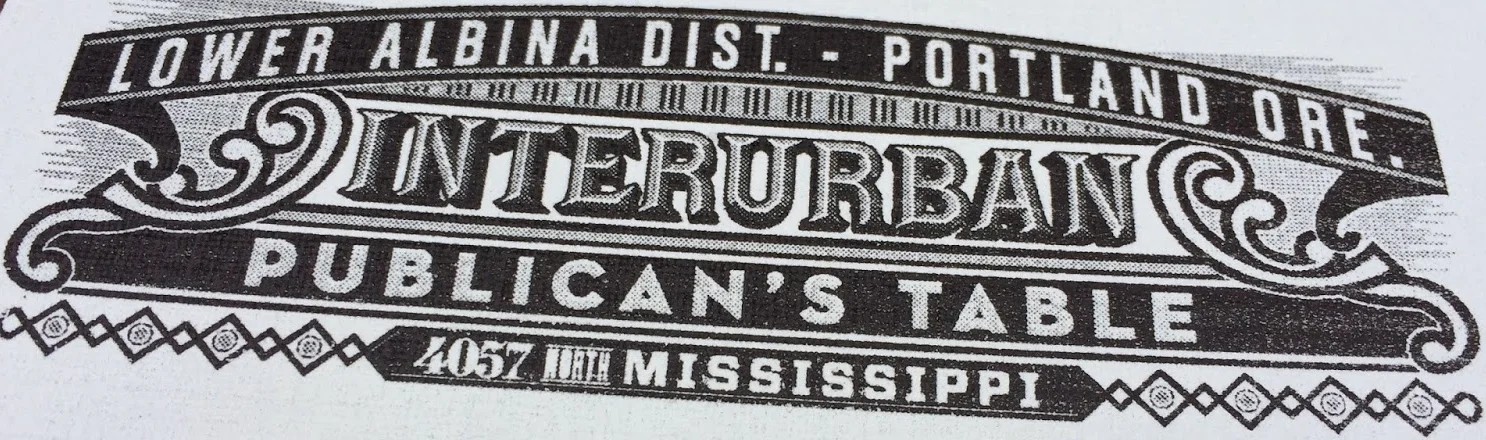 LOWER ALBINA DIST. - PORTLAND ORE.
INTERURBAN
PUBLICAN'S TABLE
4057 NORTH MISSISSIPPI